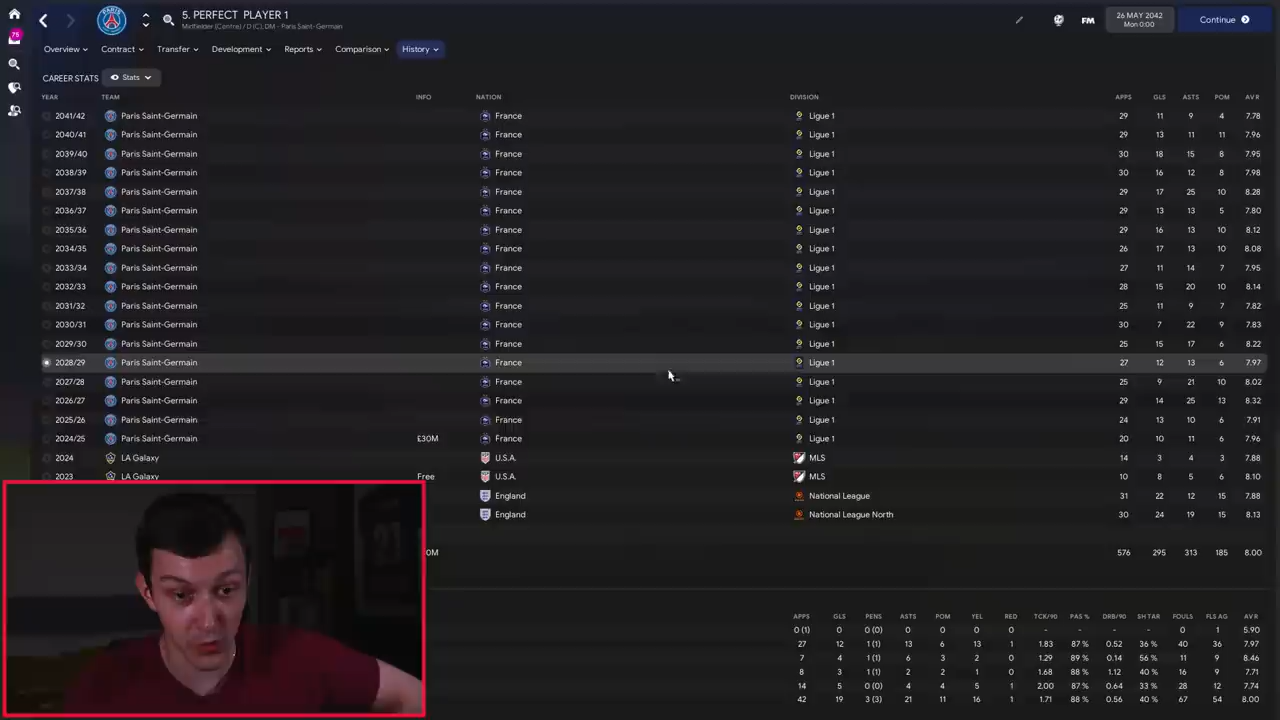 5. PERFECT PLAYER 1
Midfielder (Centre) / D (C), DM - Paris Saint-Germain
26 MAY 2042
Mon 0:00
FM
Continue
75
Overview Contract Transfer Development Reports Comparison History
CAREER STATS Stats
YEAR TEAM INFO NATION DIVISION APPS GLS ASTS POM AVR
2041/42 Paris Saint-Germain France Ligue 1 29 11 9 4 7.78
2040/41 Paris Saint-Germain France Ligue 1 29 13 11 11 7.96
2039/40 Paris Saint-Germain France Ligue 1 30 18 15 8 7.95
2038/39 Paris Saint-Germain France Ligue 1 30 16 12 8 7.98
2037/38 Paris Saint-Germain France Ligue 1 29 17 25 10 8.28
2036/37 Paris Saint-Germain France Ligue 1 29 13 13 5 7.80
2035/36 Paris Saint-Germain France Ligue 1 29 16 13 10 8.12
2034/35 Paris Saint-Germain France Ligue 1 26 17 13 10 8.08
2033/34 Paris Saint-Germain France Ligue 1 27 11 14 7 7.95
2032/33 Paris Saint-Germain France Ligue 1 28 15 20 10 8.14
2031/32 Paris Saint-Germain France Ligue 1 25 11 9 7 7.82
2030/31 Paris Saint-Germain France Ligue 1 30 7 22 9 7.83
2029/30 Paris Saint-Germain France Ligue 1 25 15 17 6 8.22
2028/29 Paris Saint-Germain France Ligue 1 27 12 13 6 7.97
2027/28 Paris Saint-Germain France Ligue 1 25 9 21 10 8.02
2026/27 Paris Saint-Germain France Ligue 1 29 14 25 13 8.32
2025/26 Paris Saint-Germain France Ligue 1 24 13 10 6 7.91
2024/25 Paris Saint-Germain £30M France Ligue 1 20 10 11 6 7.96
2024 LA Galaxy U.S.A. MLS 14 3 4 3 7.88
2023 LA Galaxy Free U.S.A. MLS 10 8 5 6 8.10
England National League 31 22 12 15 7.88
England National League North 30 24 19 15 8.13
0M 576 295 313 185 8.00
APPS GLS PENS ASTS POM YEL RED TCK/90 PAS % DRB/90 SH TAR FOULS FLS AG AVR
0 (1) 0 0 (0) 0 0 0 0 - - - - 0 1 5.90
27 12 1 (1) 13 6 13 1 1.83 87 % 0.52 36 % 40 36 7.97
7 4 1 (1) 6 3 2 0 1.29 89 % 0.14 56 % 11 9 8.46
8 3 1 (1) 2 2 1 0 1.68 88 % 1.12 40 % 16 9 7.71
14 5 0 (0) 4 4 5 1 2.00 87 % 0.64 33 % 28 12 7.74
42 19 3 (3) 21 11 16 1 1.71 88 % 0.56 40 % 67 54 8.00